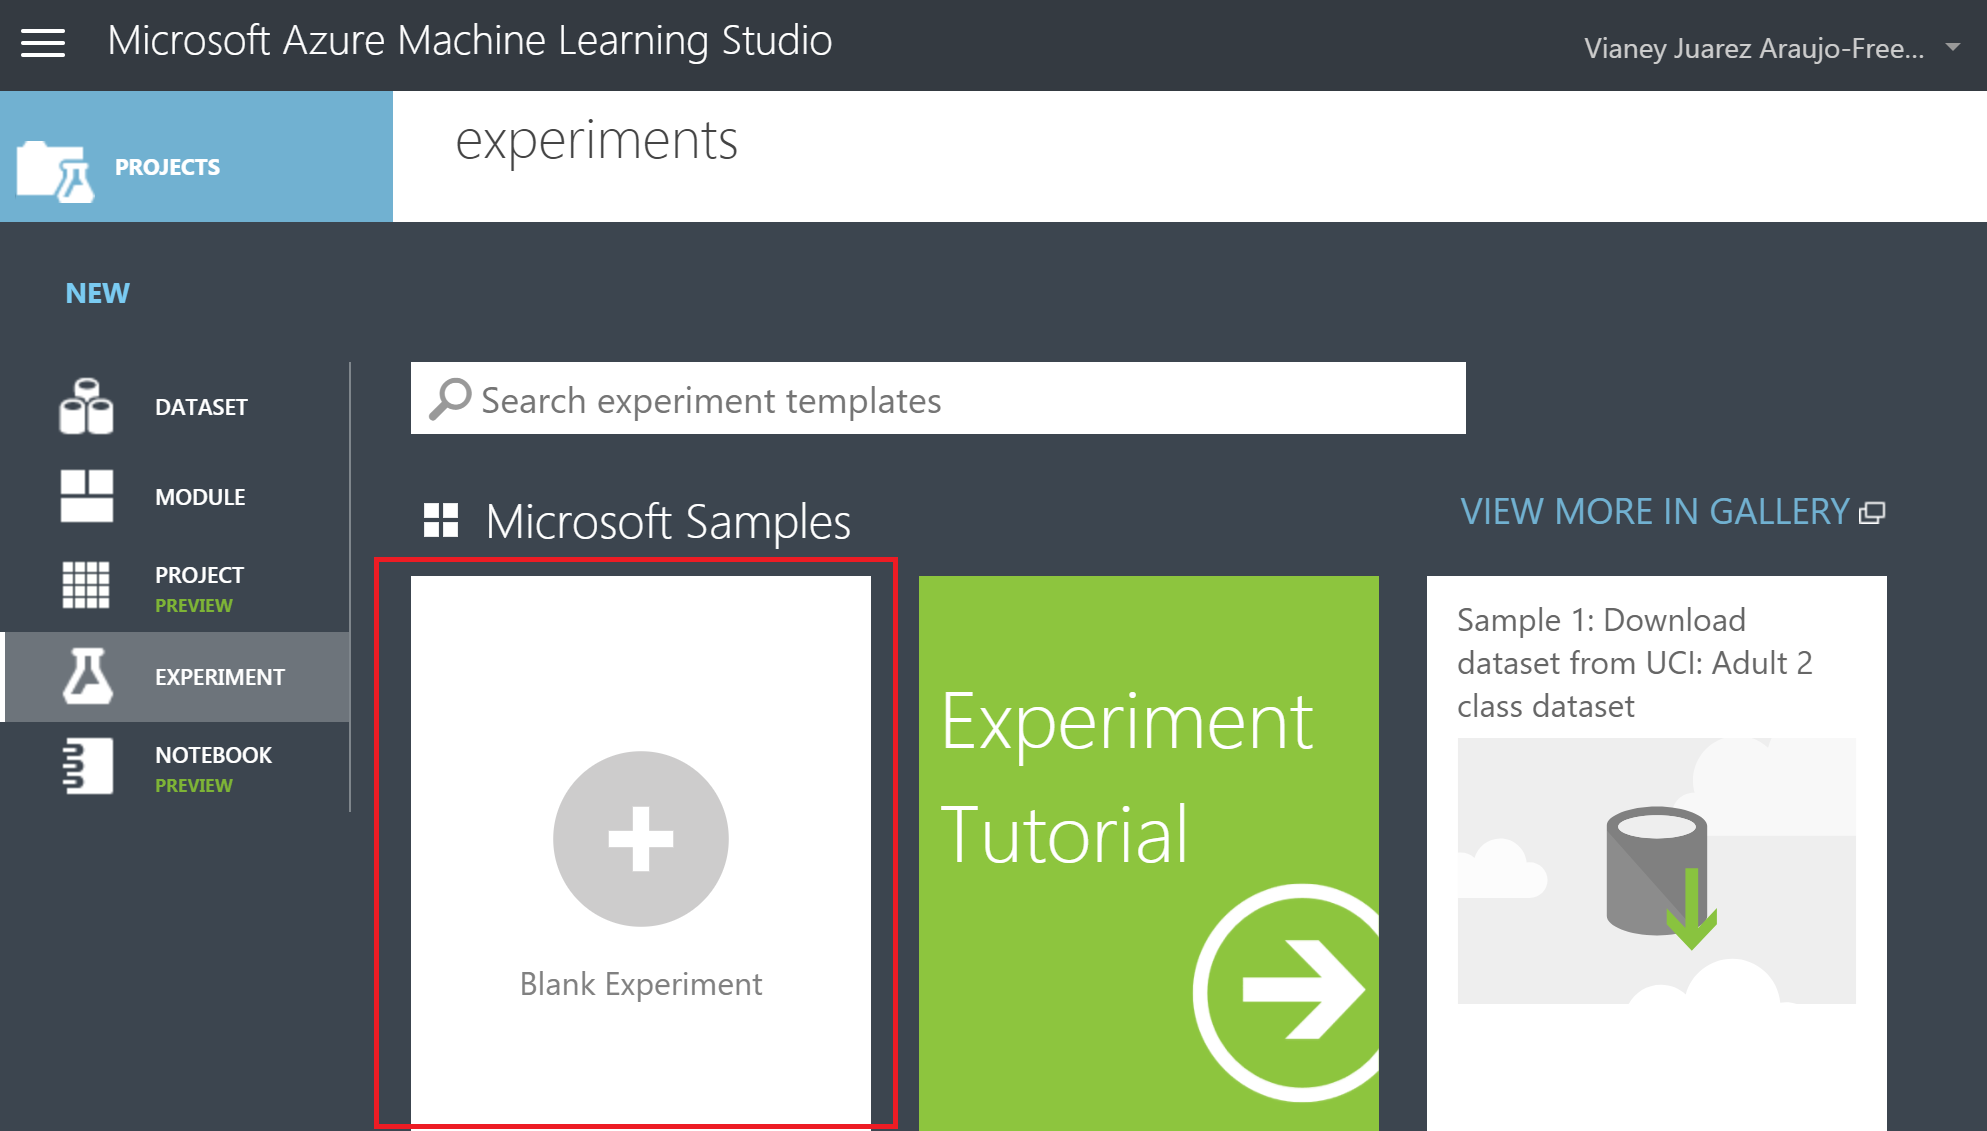 Microsoft Azure Machine Learning Studio
Vianey Juarez Araujo-Free...
PROJECTS
experiments
NEW
DATASET
MODULE
PROJECT
PREVIEW
EXPERIMENT
NOTEBOOK
PREVIEW
Search experiment templates
Microsoft Samples
VIEW MORE IN GALLERY
Blank Experiment
Experiment
Tutorial
Sample 1: Download
dataset from UCI: Adult 2
class dataset